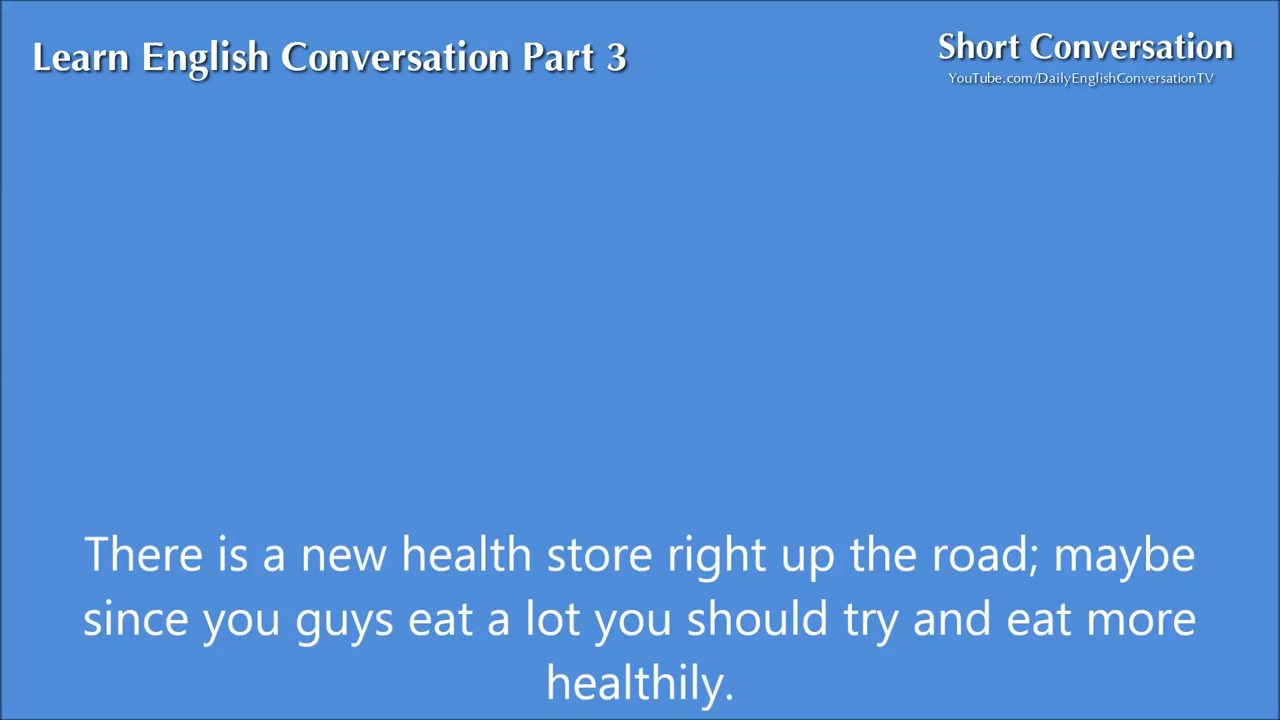 Learn English Conversation Part 3
Short Conversation
YouTube.com/DailyEnglishConversationTV
There is a new health store right up the road; maybe
since you guys eat a lot you should try and eat more
healthily.